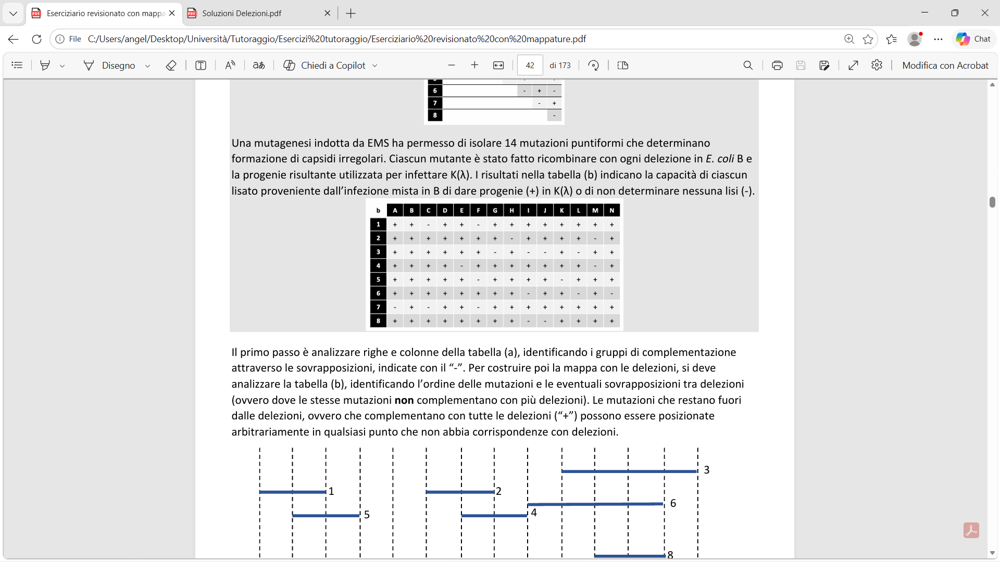 Eserciziario revisionato con mappa
Soluzioni Delezioni.pdf
File C:/Users/angel/Desktop/Università/Tutoraggio/Esercizi%20tutoraggio/Eserciziario%20revisionato%20con%20mappature.pdf
Chat
Disegno
Chiedi a Copilot
42 di 173
Modifica con Acrobat
6 - + -
7 - +
8 -
Una mutagenesi indotta da EMS ha permesso di isolare 14 mutazioni puntiformi che determinano
formazione di capsidi irregolari. Ciascun mutante è stato fatto ricombinare con ogni delezione in E. coli B e
la progenie risultante utilizzata per infettare K(λ). I risultati nella tabella (b) indicano la capacità di ciascun
lisato proveniente dall’infezione mista in B di dare progenie (+) in K(λ) o di non determinare nessuna lisi (-).
b A B C D E F G H I J K L M N
1 + + - + + - + + + + + + + +
2 + + + + + + + - + + + + - +
3 + + + + + + - + - - + - + +
4 + + + + - + + + + + + + - +
5 + + + + + - + + + + - + + +
6 + + + + + + + + - + + - + -
7 - + - + + - + + + + + + + +
8 + + + + + + + + - - + + + +
Il primo passo è analizzare righe e colonne della tabella (a), identificando i gruppi di complementazione
attraverso le sovrapposizioni, indicate con il “-”. Per costruire poi la mappa con le delezioni, si deve
analizzare la tabella (b), identificando l’ordine delle mutazioni e le eventuali sovrapposizioni tra delezioni
(ovvero dove le stesse mutazioni non complementano con più delezioni). Le mutazioni che restano fuori
dalle delezioni, ovvero che complementano con tutte le delezioni (“+”) possono essere posizionate
arbitrariamente in qualsiasi punto che non abbia corrispondenze con delezioni.
3
1
2
6
5
4
8